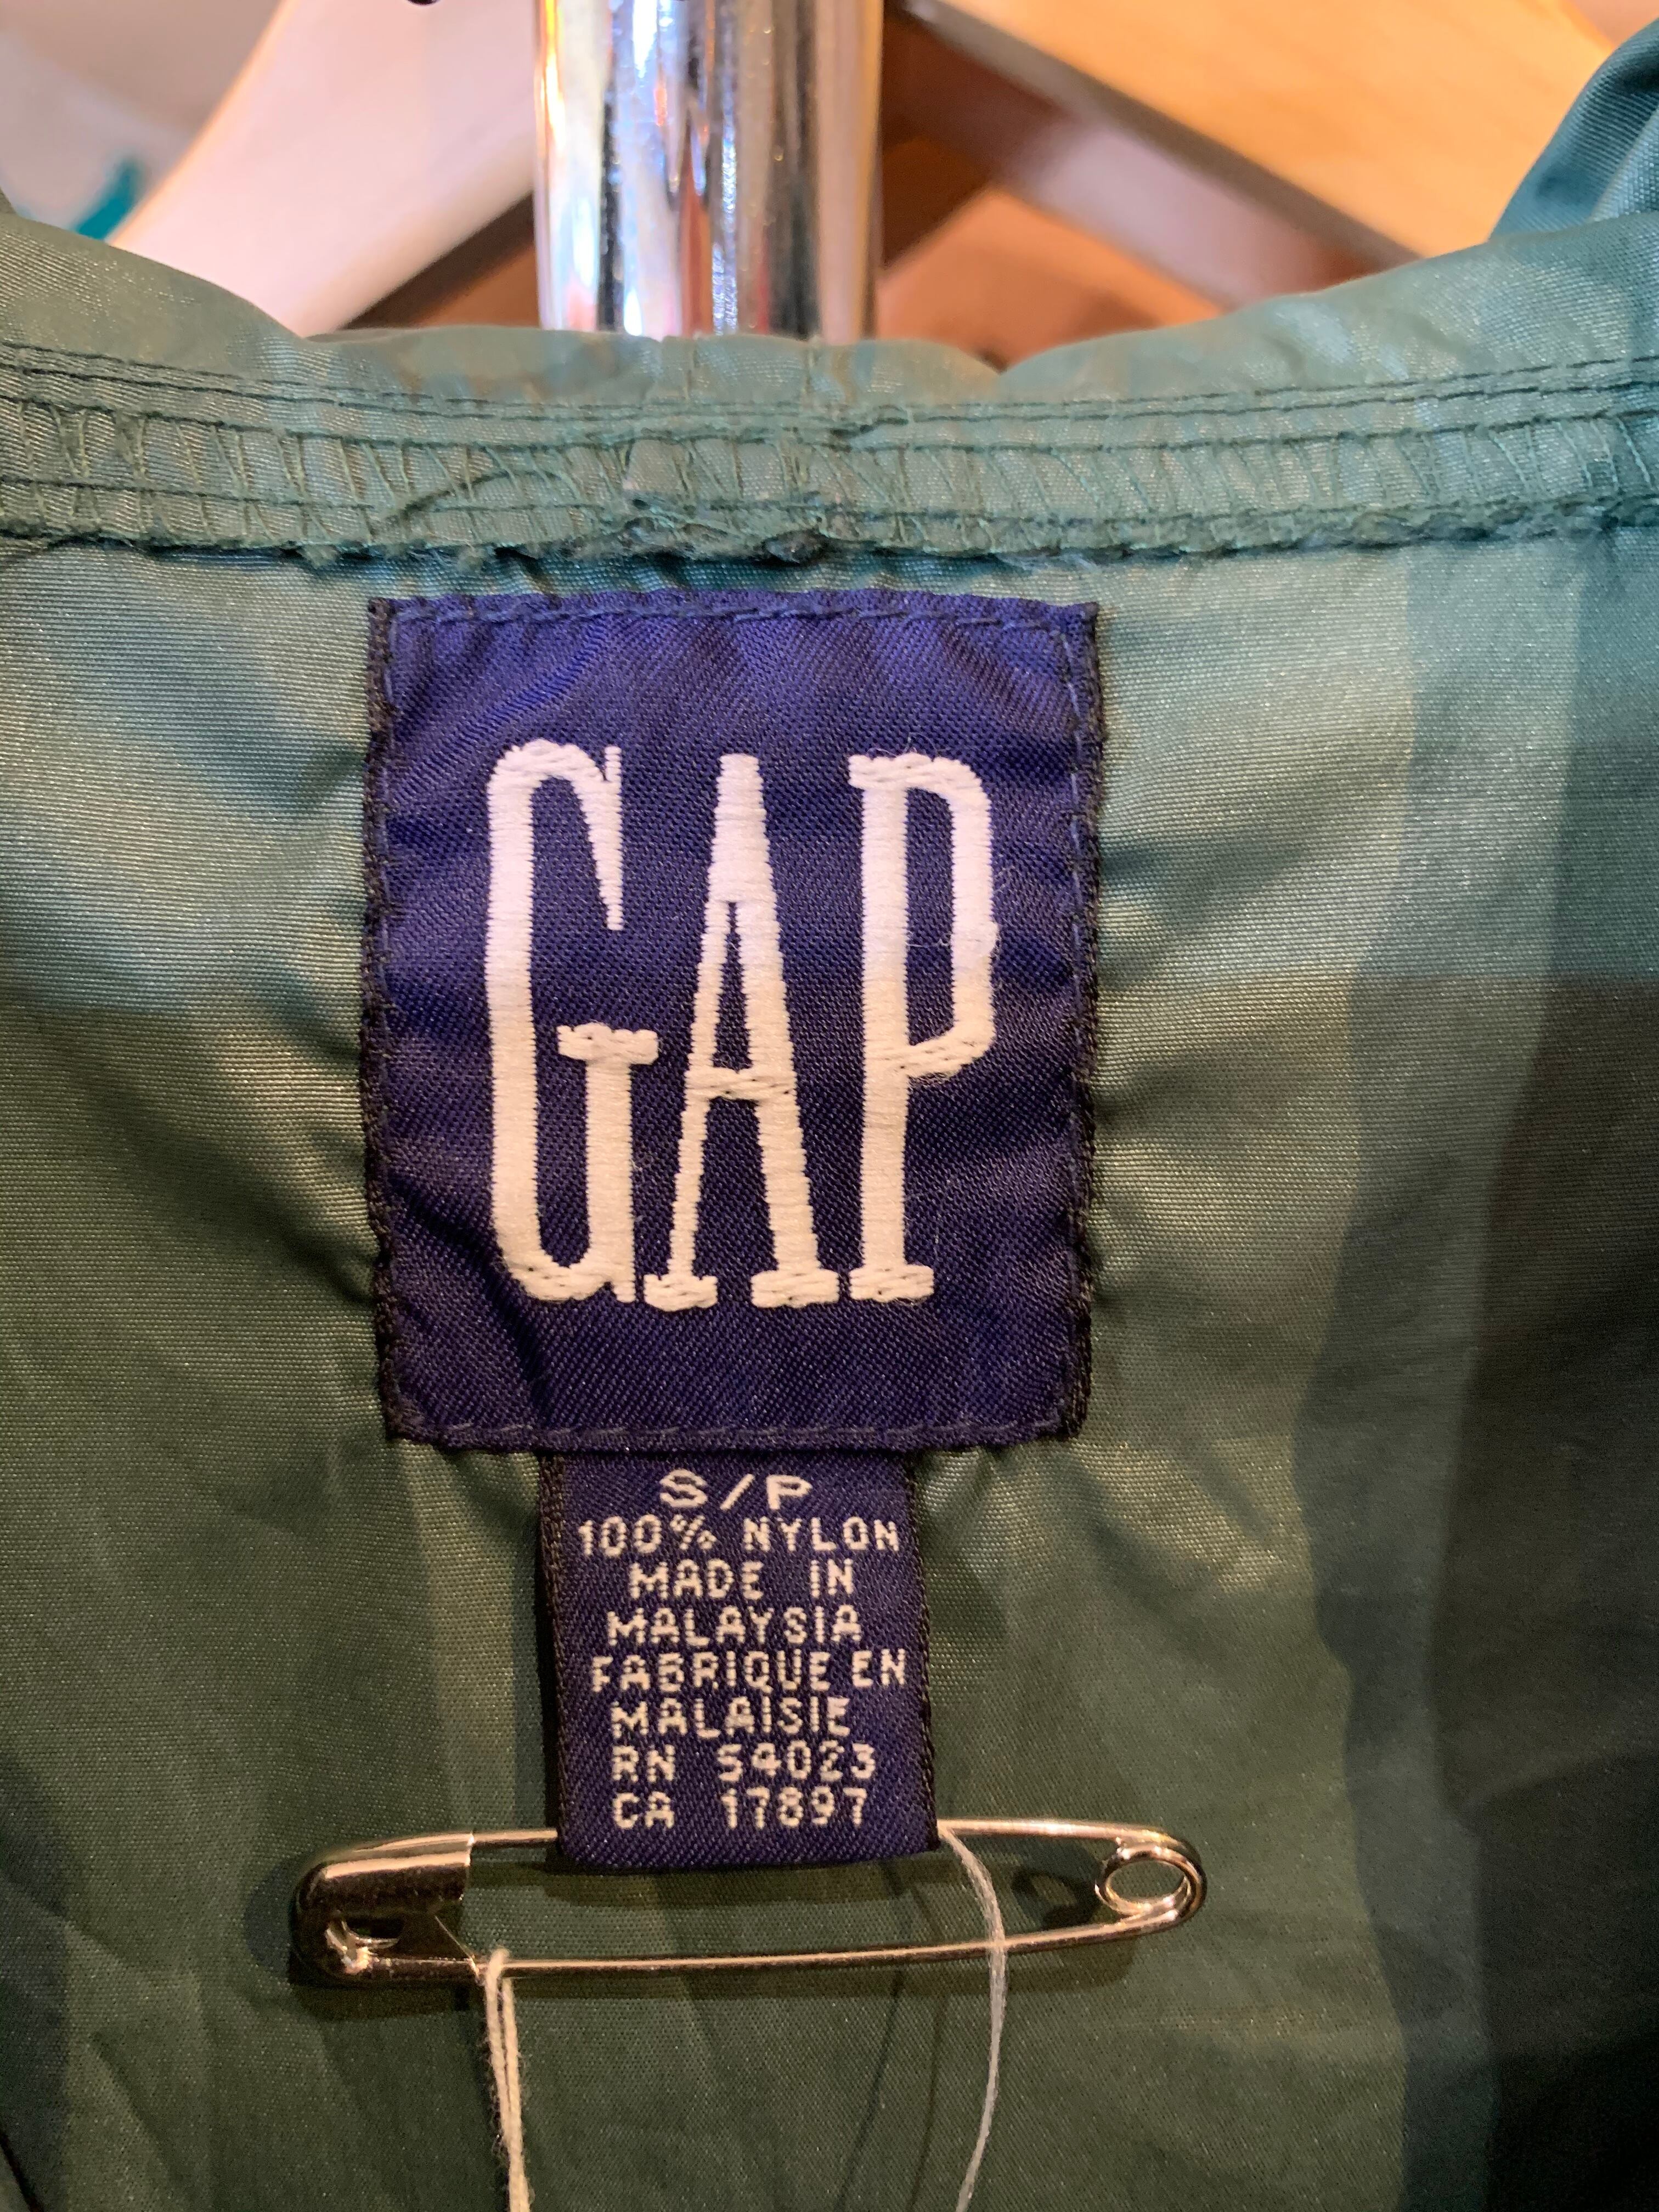 GAP
S/P
100% NYLON
MADE IN
MALAYSIA
FABRIQUE EN
MALAISIE
RN 54023
CA 17897